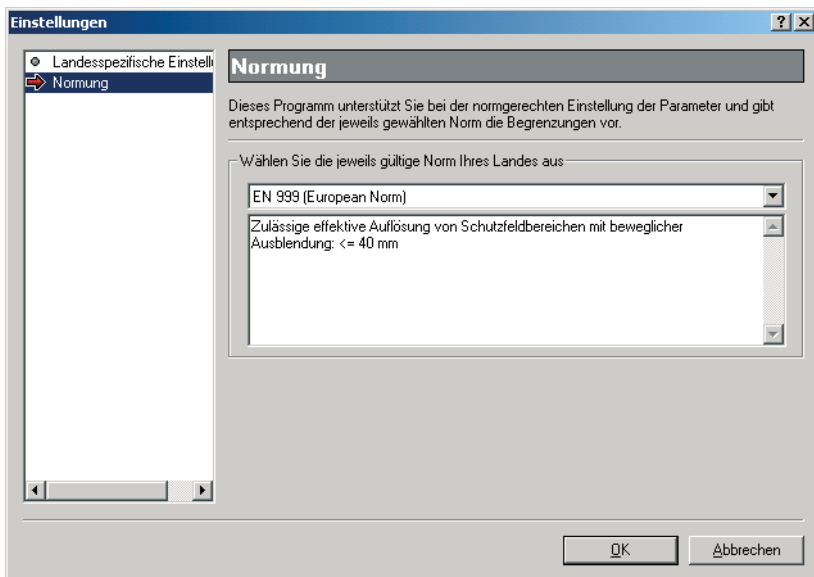 Einstellungen
Landesspezifische
Normung
Normung
Dieses Programm unterstützt Sie bei der normgerechten Einstellung der Parameter und gibt
entsprechend der jeweils gewählten Norm die Begrenzungen vor.
Wählen Sie die jeweils gültige Norm Ihres Landes aus
EN 999 (European Norm)
Zulässige effektive Auflösung von Schutzfeldbereichen mit beweglicher
Ausblendung: <= 40 mm
OK
Abbrechen